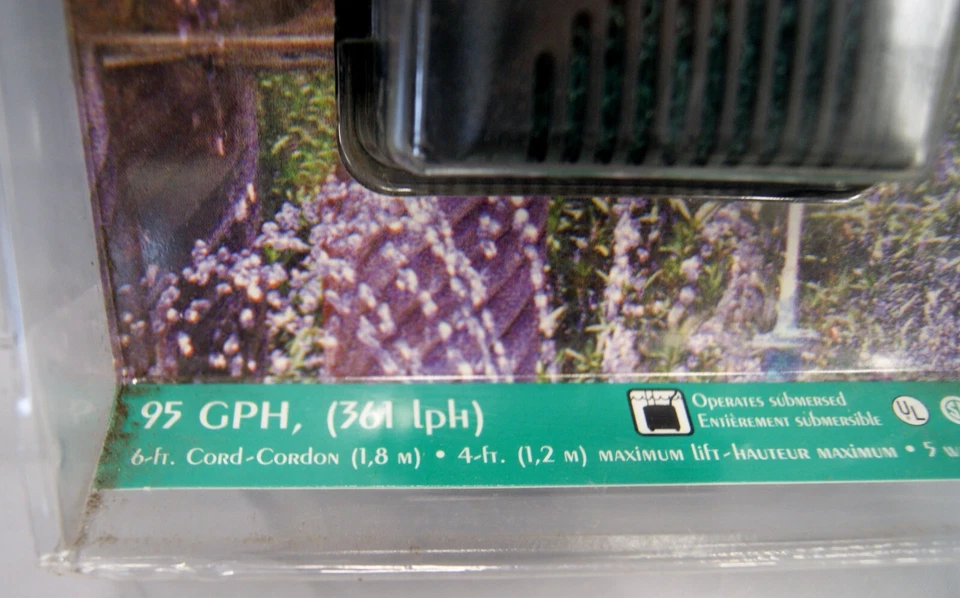 95 GPH, (361 lph)
Operates submersed
Entièrement submersible
UL
6-ft. Cord-Cordon (1,8 m) • 4-ft. (1,2 m) maximum lift-hauteur maximum • 5